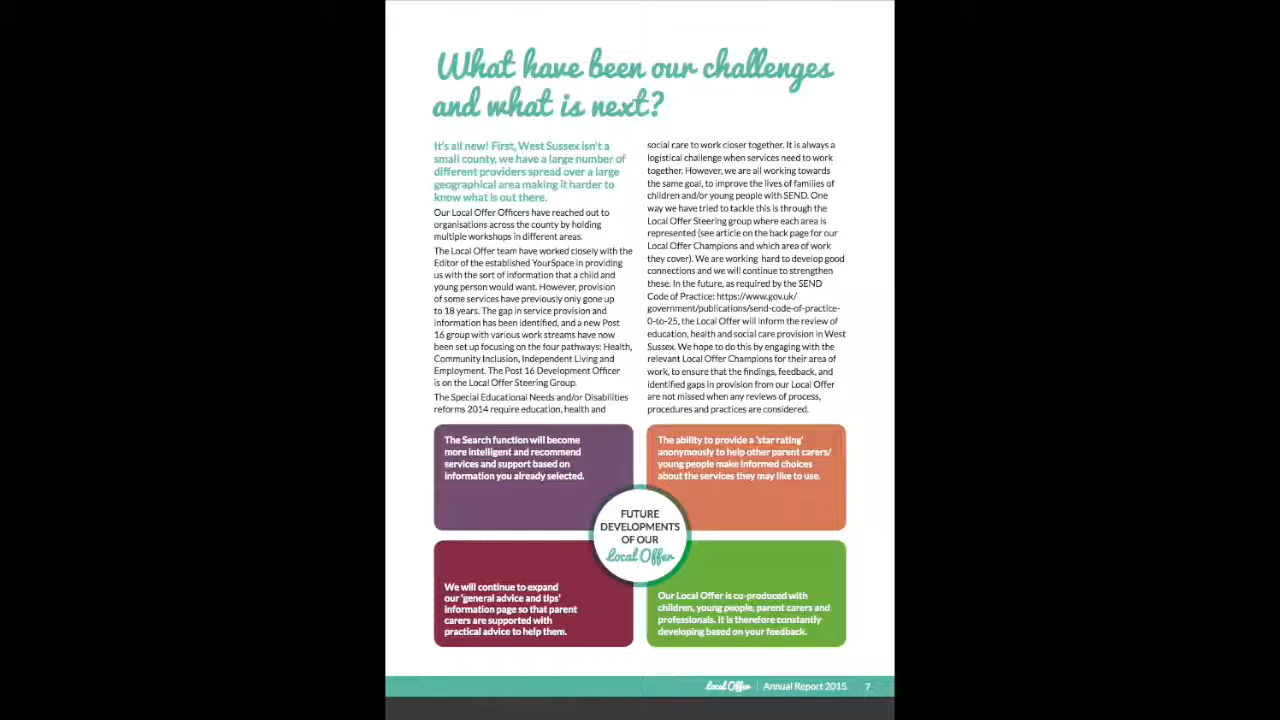 What have been our challenges
and what is next?
It's all new! First, West Sussex isn't a
small county, we have a large number of
different providers spread over a large
geographical area making it harder to
know what is out there.
Our Local Offer Officers have reached out to
organisations across the county by holding
multiple workshops in different areas.
The Local Offer team have worked closely with the
Editor of the established YourSpace in providing
us with the sort of information that a child and
young person would want. However, provision
of some services have previously only gone up
to 18 years. The gap in service provision and
information has been identified, and a new Post
16 group with various work streams have now
been set up focusing on the four pathways: Health,
Community Inclusion, Independent Living and
Employment. The Post 16 Development Officer
is on the Local Offer Steering Group.
The Special Educational Needs and/or Disabilities
reforms 2014 require education, health and
social care to work closer together. It is always a
logistical challenge when services need to work
together. However, we are all working towards
the same goal, to improve the lives of families of
children and/or young people with SEND. One
way we have tried to tackle this is through the
Local Offer Steering group where each area is
represented (see article on the back page for our
Local Offer Champions and which area of work
they cover). We are working hard to develop good
connections and we will continue to strengthen
these. In the future, as required by the SEND
Code of Practice: https://www.gov.uk/
government/publications/send-code-of-practice-
0-to-25, the Local Offer will inform the review of
education, health and social care provision in West
Sussex. We hope to do this by engaging with the
relevant Local Offer Champions for their area of
work, to ensure that the findings, feedback, and
identified gaps in provision from our Local Offer
are not missed when any reviews of process,
procedures and practices are considered.
The Search function will become
more intelligent and recommend
services and support based on
information you already selected.
The ability to provide a 'star rating'
anonymously to help other parent carers/
young people make informed choices
about the services they may like to use.
FUTURE
DEVELOPMENTS
OF OUR
Local Offer
We will continue to expand
our 'general advice and tips'
information page so that parent
carers are supported with
practical advice to help them.
Our Local Offer is co-produced with
children, young people, parent carers and
professionals. It is therefore constantly
developing based on your feedback.
Local Offer | Annual Report 2015 7